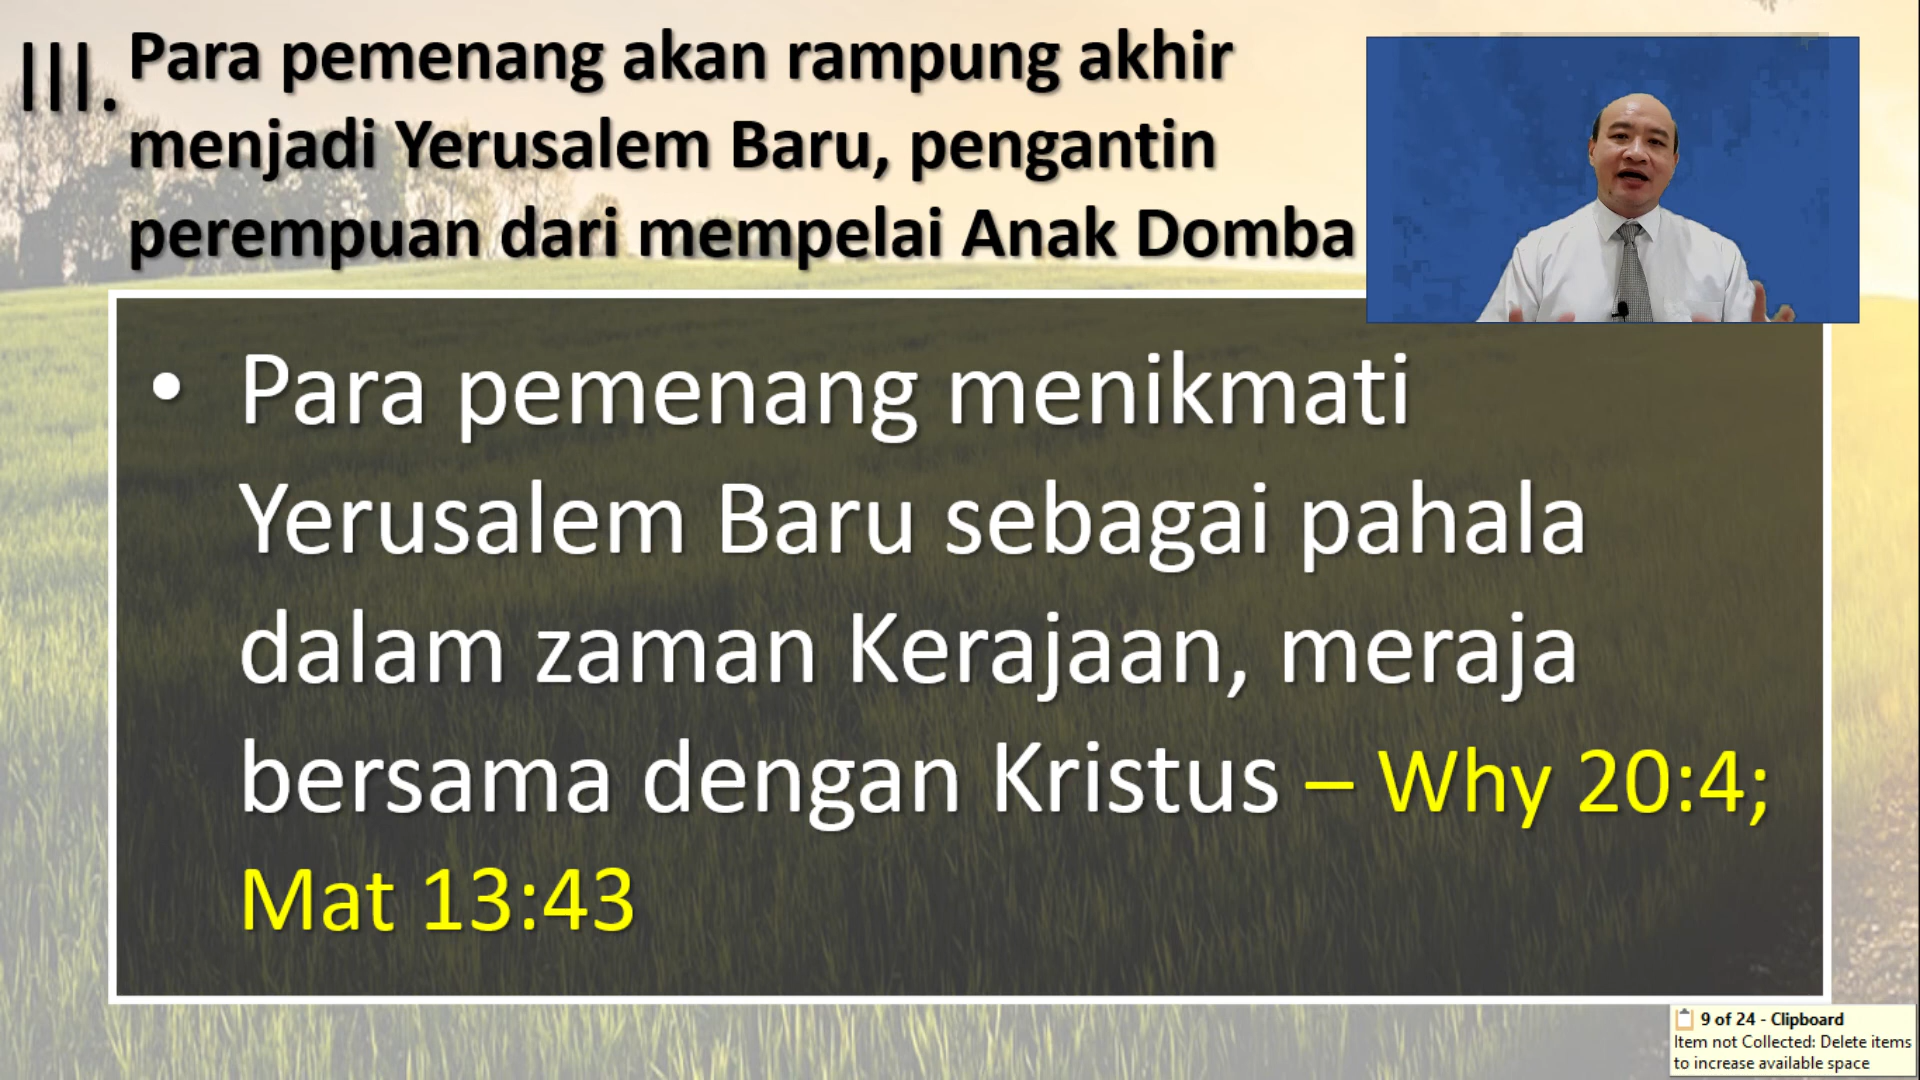 III. Para pemenang akan rampung akhir
menjadi Yerusalem Baru, pengantin
perempuan dari mempelai Anak Domba
• Para pemenang menikmati
Yerusalem Baru sebagai pahala
dalam zaman Kerajaan, meraja
bersama dengan Kristus – Why 20:4;
Mat 13:43
9 of 24 - Clipboard
Item not Collected: Delete items
to increase available space